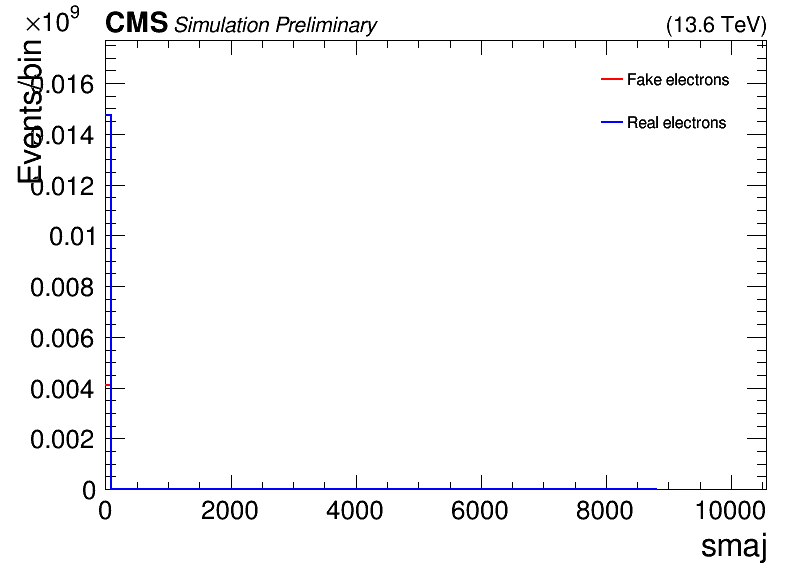 ×10⁹
CMS Simulation Preliminary (13.6 TeV)
Events/bin
0.016
0.014
0.012
0.01
0.008
0.006
0.004
0.002
0
Fake electrons
Real electrons
0 2000 4000 6000 8000 10000
smaj